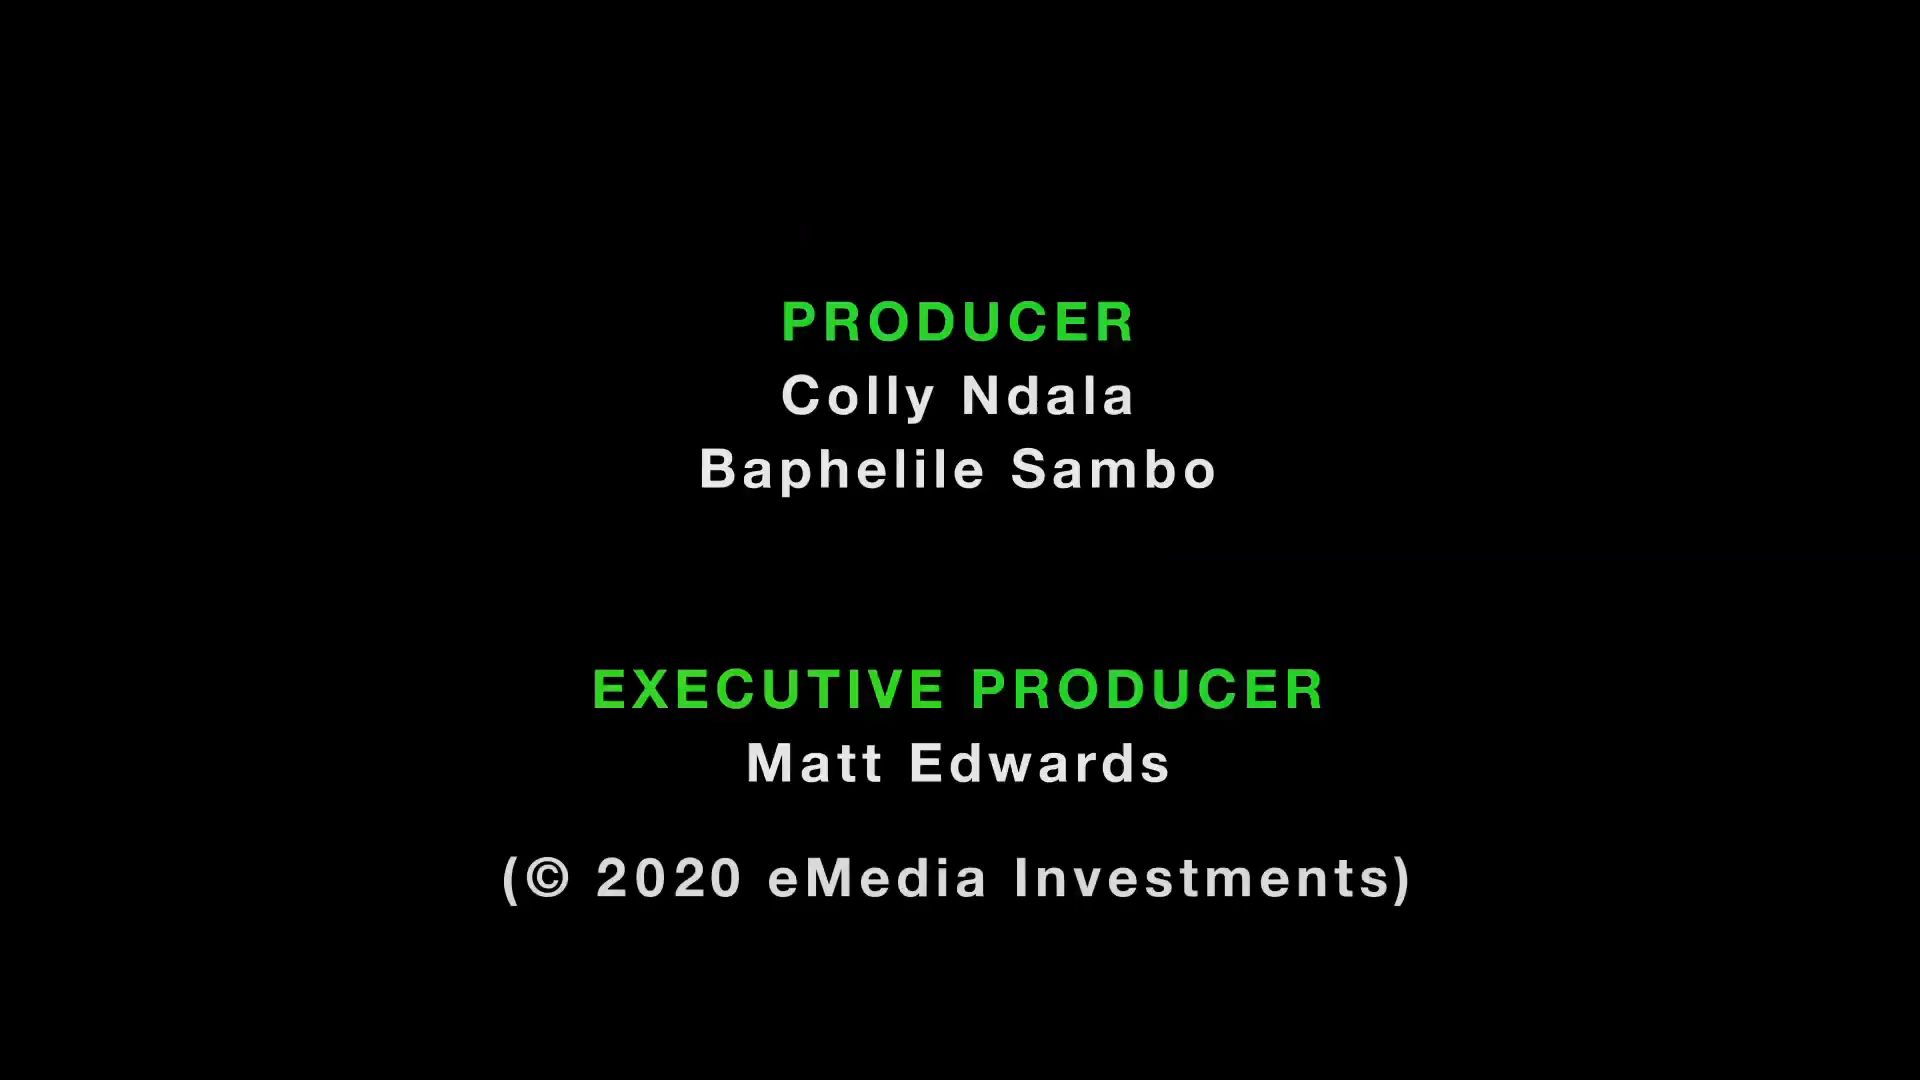 PRODUCER
Colly Ndala
Baphelile Sambo
EXECUTIVE PRODUCER
Matt Edwards
(© 2020 eMedia Investments)